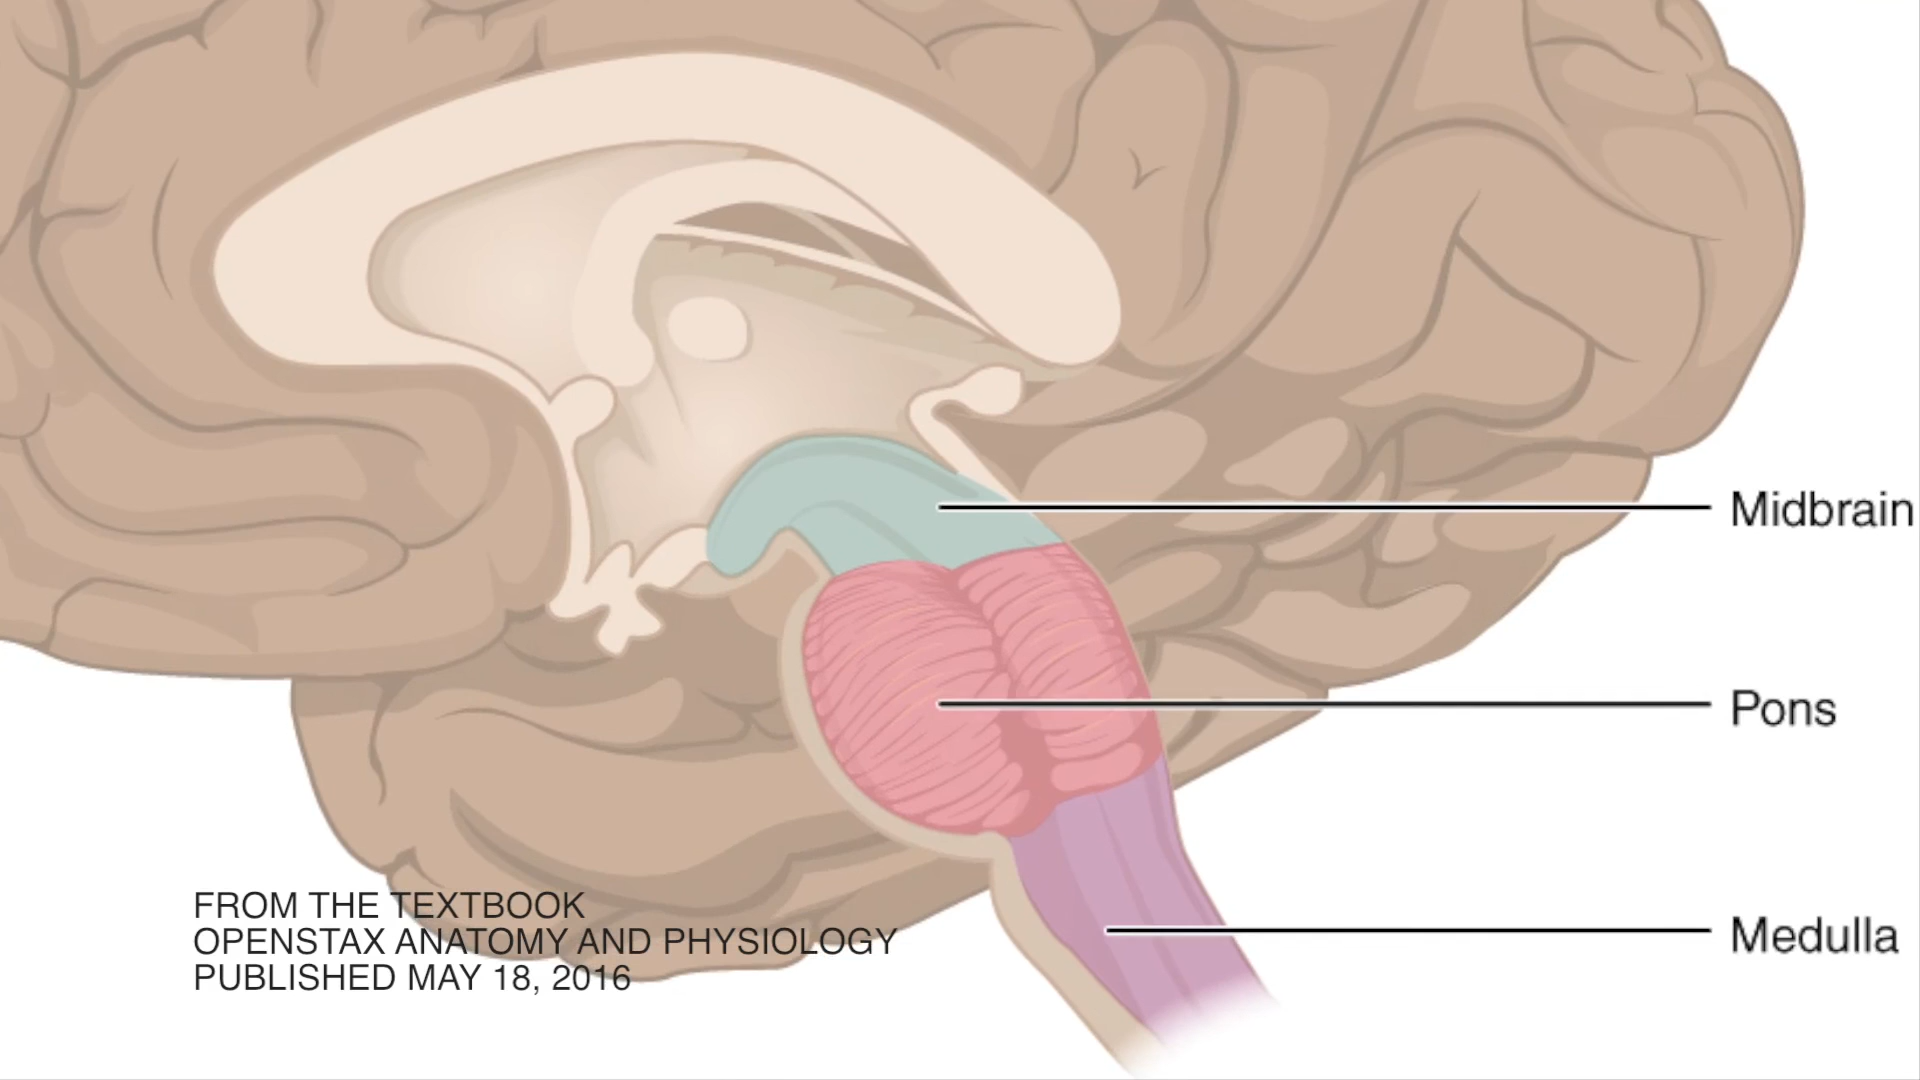 Midbrain
Pons
Medulla
FROM THE TEXTBOOK
OPENSTAX ANATOMY AND PHYSIOLOGY
PUBLISHED MAY 18, 2016